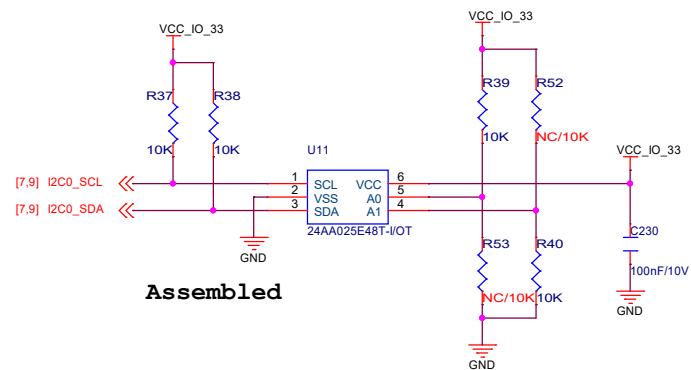 VCC_IO_33
VCC_IO_33
R37
R38
R39
R52
10K
10K
10K
NC/10K
U11
VCC_IO_33
[7,9] I2C0_SCL
1
SCL
VCC
6
2
VSS
A0
5
[7,9] I2C0_SDA
3
SDA
A1
4
24AA025E48T-I/OT
GND
R53
R40
C230
NC/10K
10K
100nF/10V
Assembled
GND
GND